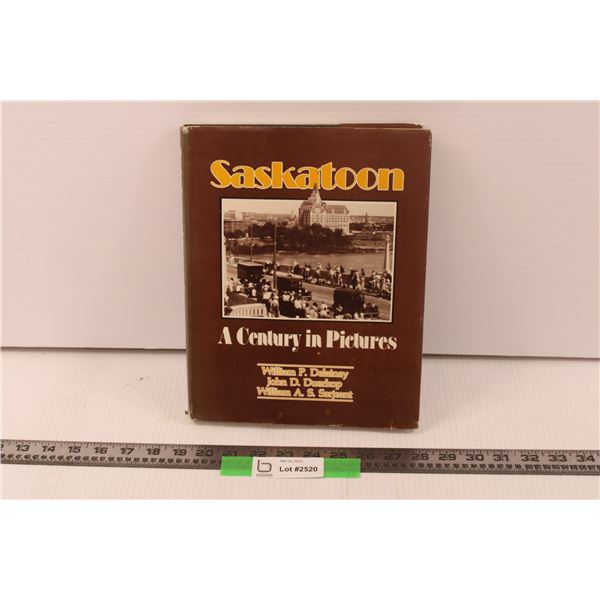 Saskatoon
A Century in Pictures
William P. Delainey
John D. Duerkop
William A. S. Sarjeant
13 14 15 16 17 18 19 20 21 22 23 24 25 26 27 28 29 30 31 32 33 34
Lot #2520